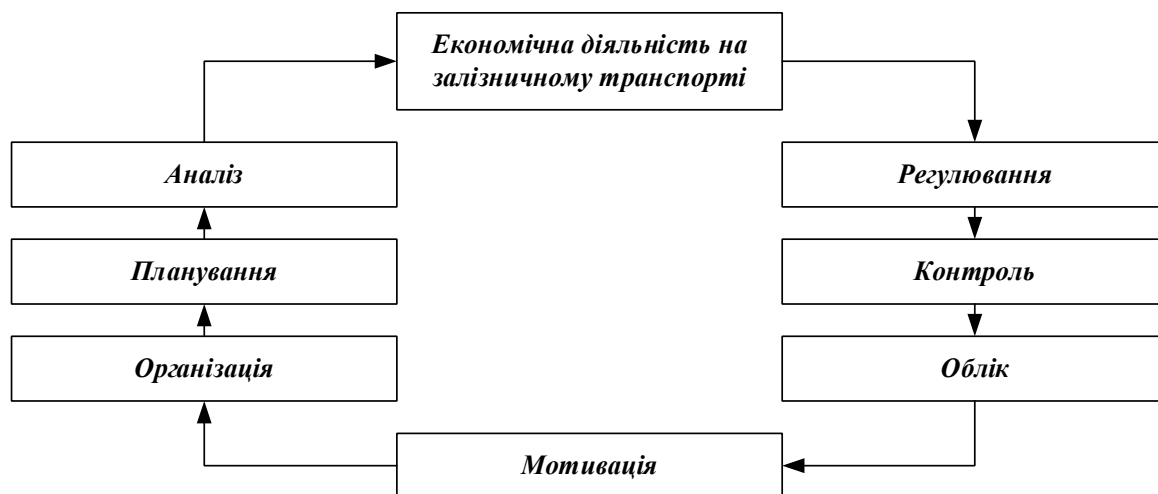 Економічна діяльність на
залізничному транспорті
Аналіз
Регулювання
Планування
Контроль
Організація
Облік
Мотивація